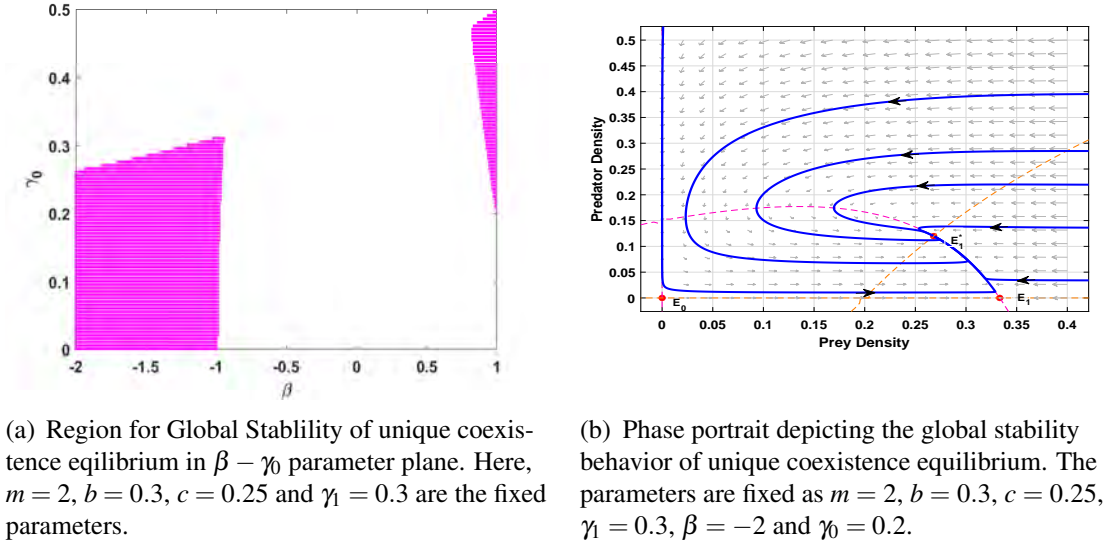 0.5
0.4
0.3
0.2
0.1
0
γ₀
-2 -1.5 -1 -0.5 0 0.5 1
β
0.5
0.45
0.4
0.35
0.3
0.25
0.2
0.15
0.1
0.05
0
Predator Density
E₁*
E₀
E₁
0 0.05 0.1 0.15 0.2 0.25 0.3 0.35 0.4
Prey Density
(a) Region for Global Stablility of unique coexis-
tence eqilibrium in β − γ₀ parameter plane. Here,
m = 2, b = 0.3, c = 0.25 and γ₁ = 0.3 are the fixed
parameters.
(b) Phase portrait depicting the global stability
behavior of unique coexistence equilibrium. The
parameters are fixed as m = 2, b = 0.3, c = 0.25,
γ₁ = 0.3, β = −2 and γ₀ = 0.2.